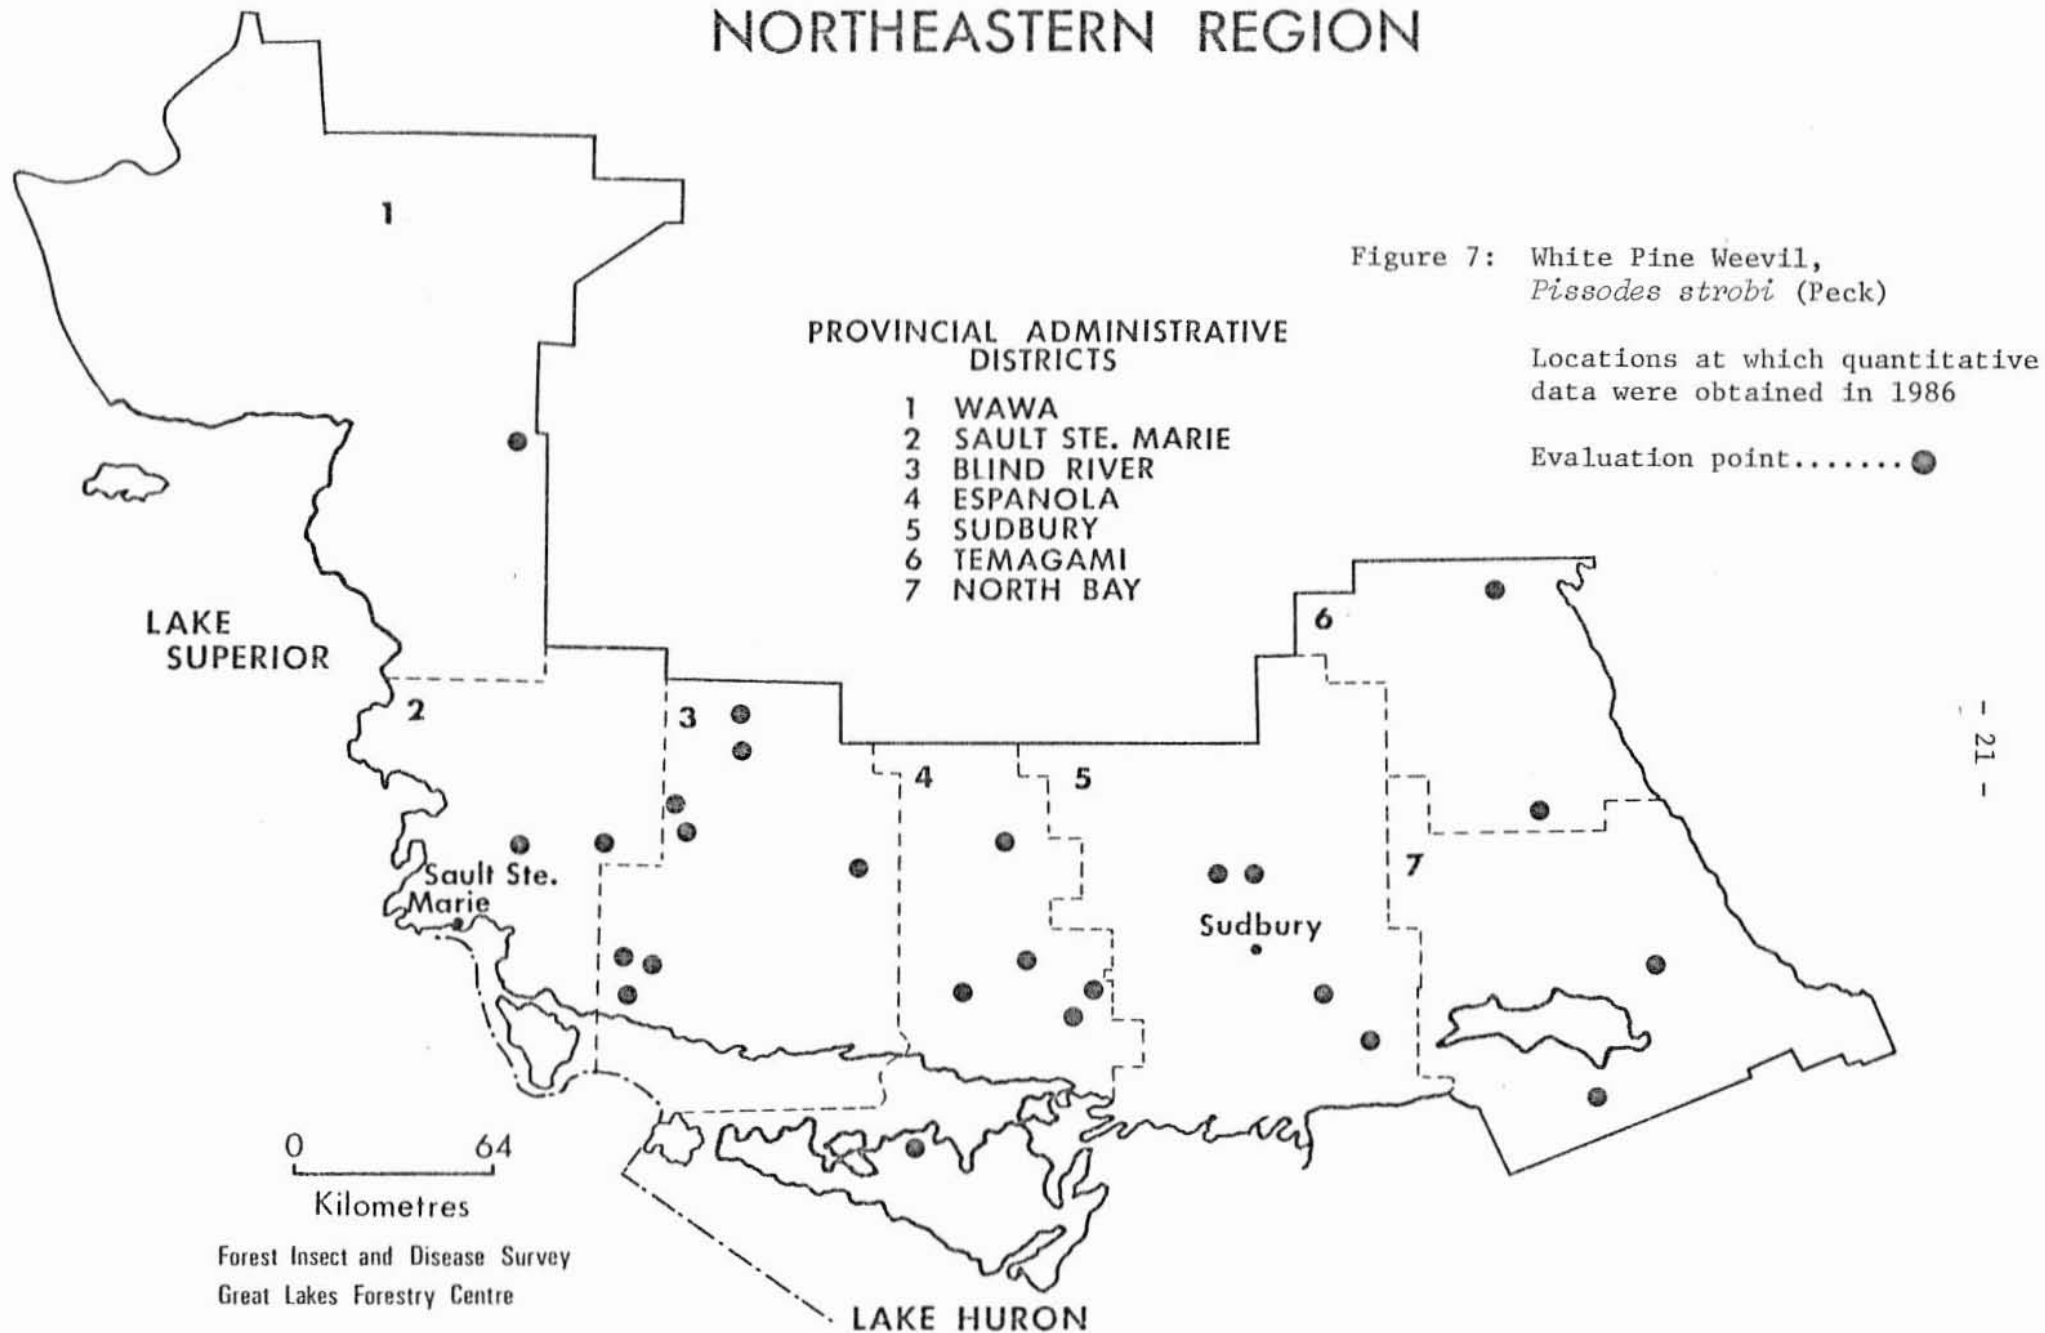 NORTHEASTERN REGION
1
Figure 7: White Pine Weevil,
Pissodes strobi (Peck)
Locations at which quantitative
data were obtained in 1986
Evaluation point.......
PROVINCIAL ADMINISTRATIVE
DISTRICTS
1 WAWA
2 SAULT STE. MARIE
3 BLIND RIVER
4 ESPANOLA
5 SUDBURY
6 TEMAGAMI
7 NORTH BAY
LAKE
SUPERIOR
6
2
3
4
5
7
Sault Ste.
Marie
Sudbury
- 21 -
0 64
Kilometres
Forest Insect and Disease Survey
Great Lakes Forestry Centre
LAKE HURON